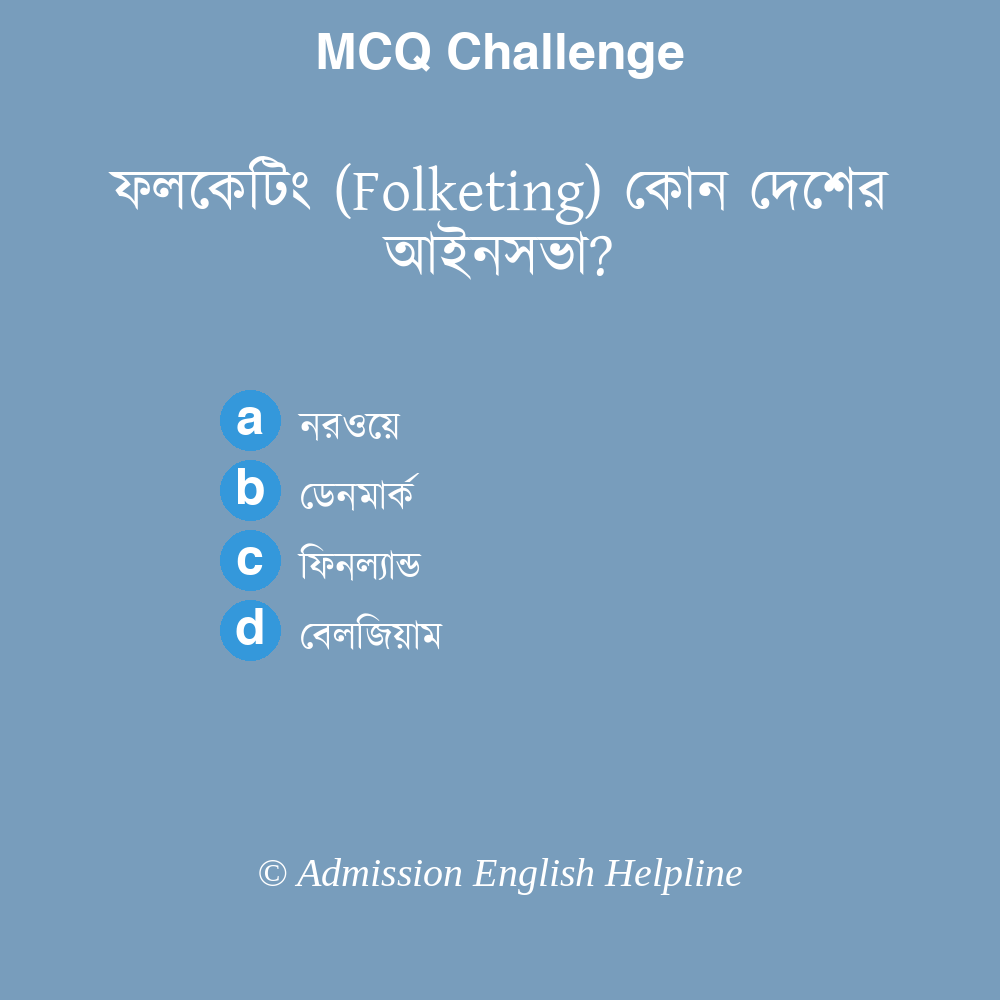 MCQ Challenge
ফলকেটিং (Folketing) কোন দেশের
আইনসভা?
a নরওয়ে
b ডেনমার্ক
c ফিনল্যান্ড
d বেলজিয়াম
© Admission English Helpline